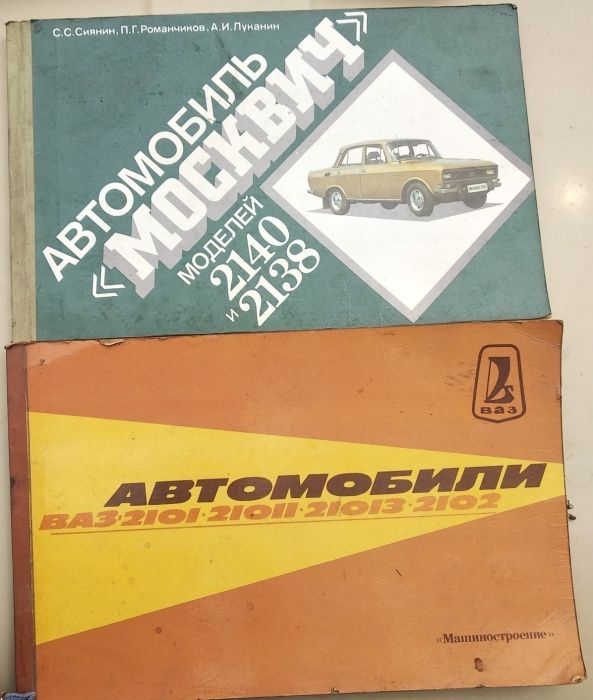 С.С.Сиянин, П.Г.Романчиков, А.И.Луканин
АВТОМОБИЛЬ
«МОСКВИЧ»
МОДЕЛЕЙ
2140
и 2138
ВАЗ
АВТОМОБИЛИ
ВАЗ·2101·21011·21013·2102
«Машиностроение»